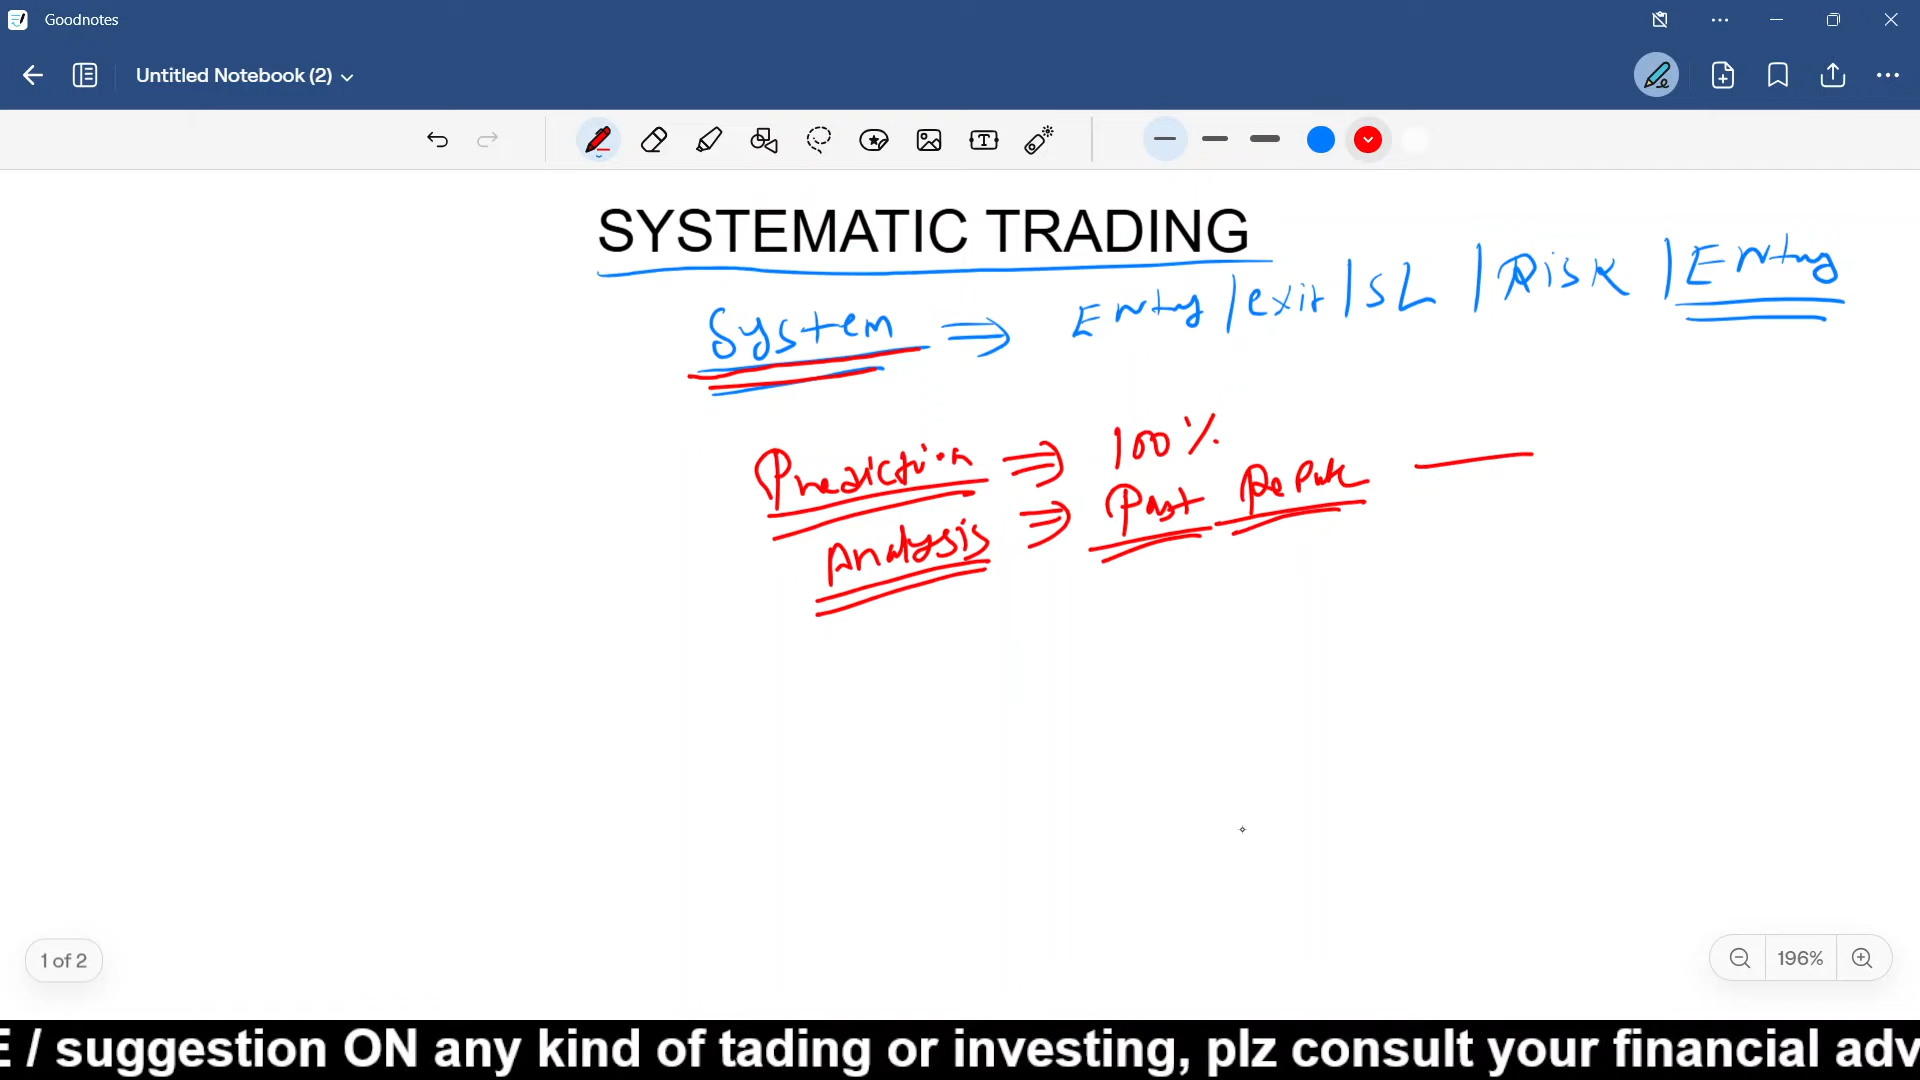 Goodnotes
Untitled Notebook (2)
SYSTEMATIC TRADING
System ⇒ Entry / exit / SL / Risk / Entry
Prediction ⇒ 100%
Analysis ⇒ Past
1 of 2
196%
E / suggestion ON any kind of tading or investing, plz consult your financial adv